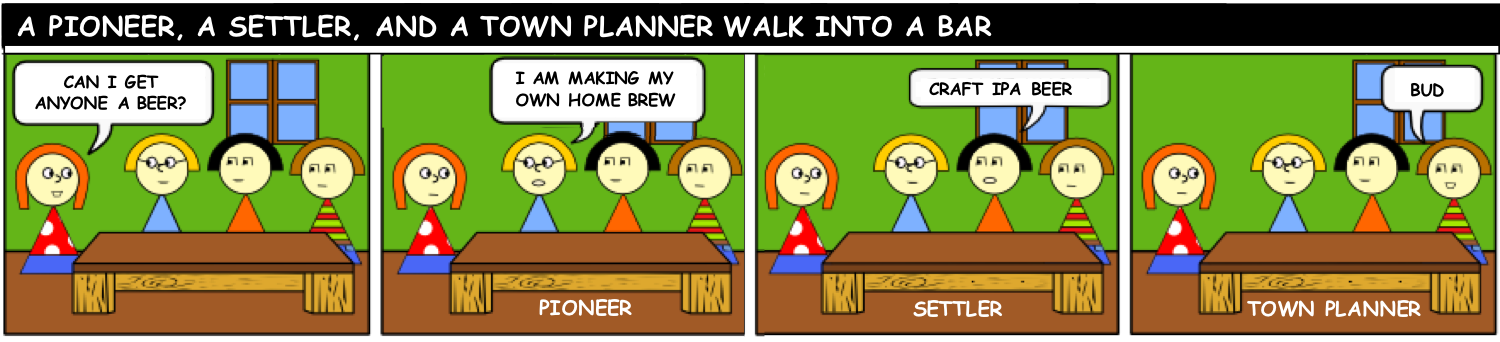 A PIONEER, A SETTLER, AND A TOWN PLANNER WALK INTO A BAR
CAN I GET
ANYONE A BEER?
I AM MAKING MY
OWN HOME BREW
PIONEER
CRAFT IPA BEER
SETTLER
BUD
TOWN PLANNER